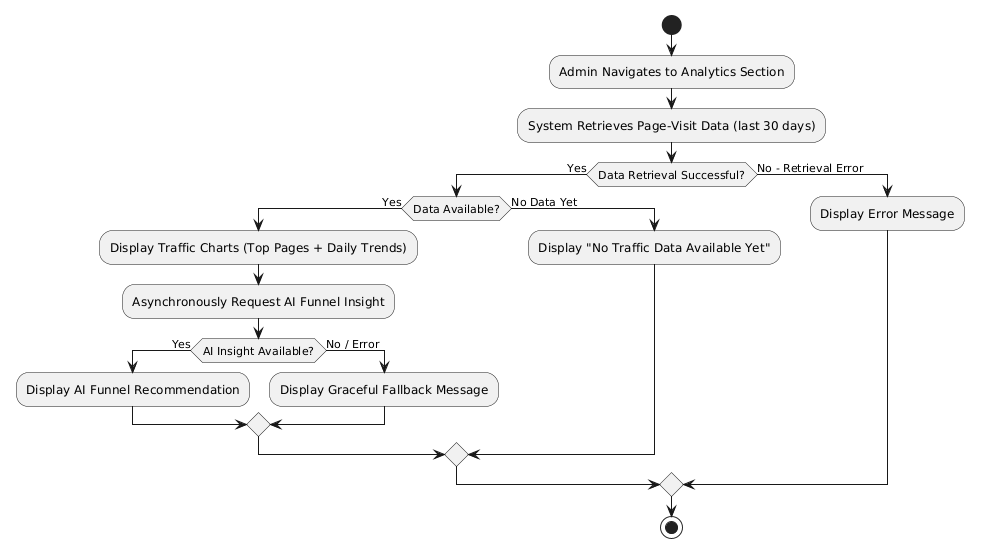 Admin Navigates to Analytics Section
System Retrieves Page-Visit Data (last 30 days)
Yes
Data Retrieval Successful?
No - Retrieval Error
Yes
Data Available?
No Data Yet
Display Error Message
Display Traffic Charts (Top Pages + Daily Trends)
Display "No Traffic Data Available Yet"
Asynchronously Request AI Funnel Insight
Yes
AI Insight Available?
No / Error
Display AI Funnel Recommendation
Display Graceful Fallback Message